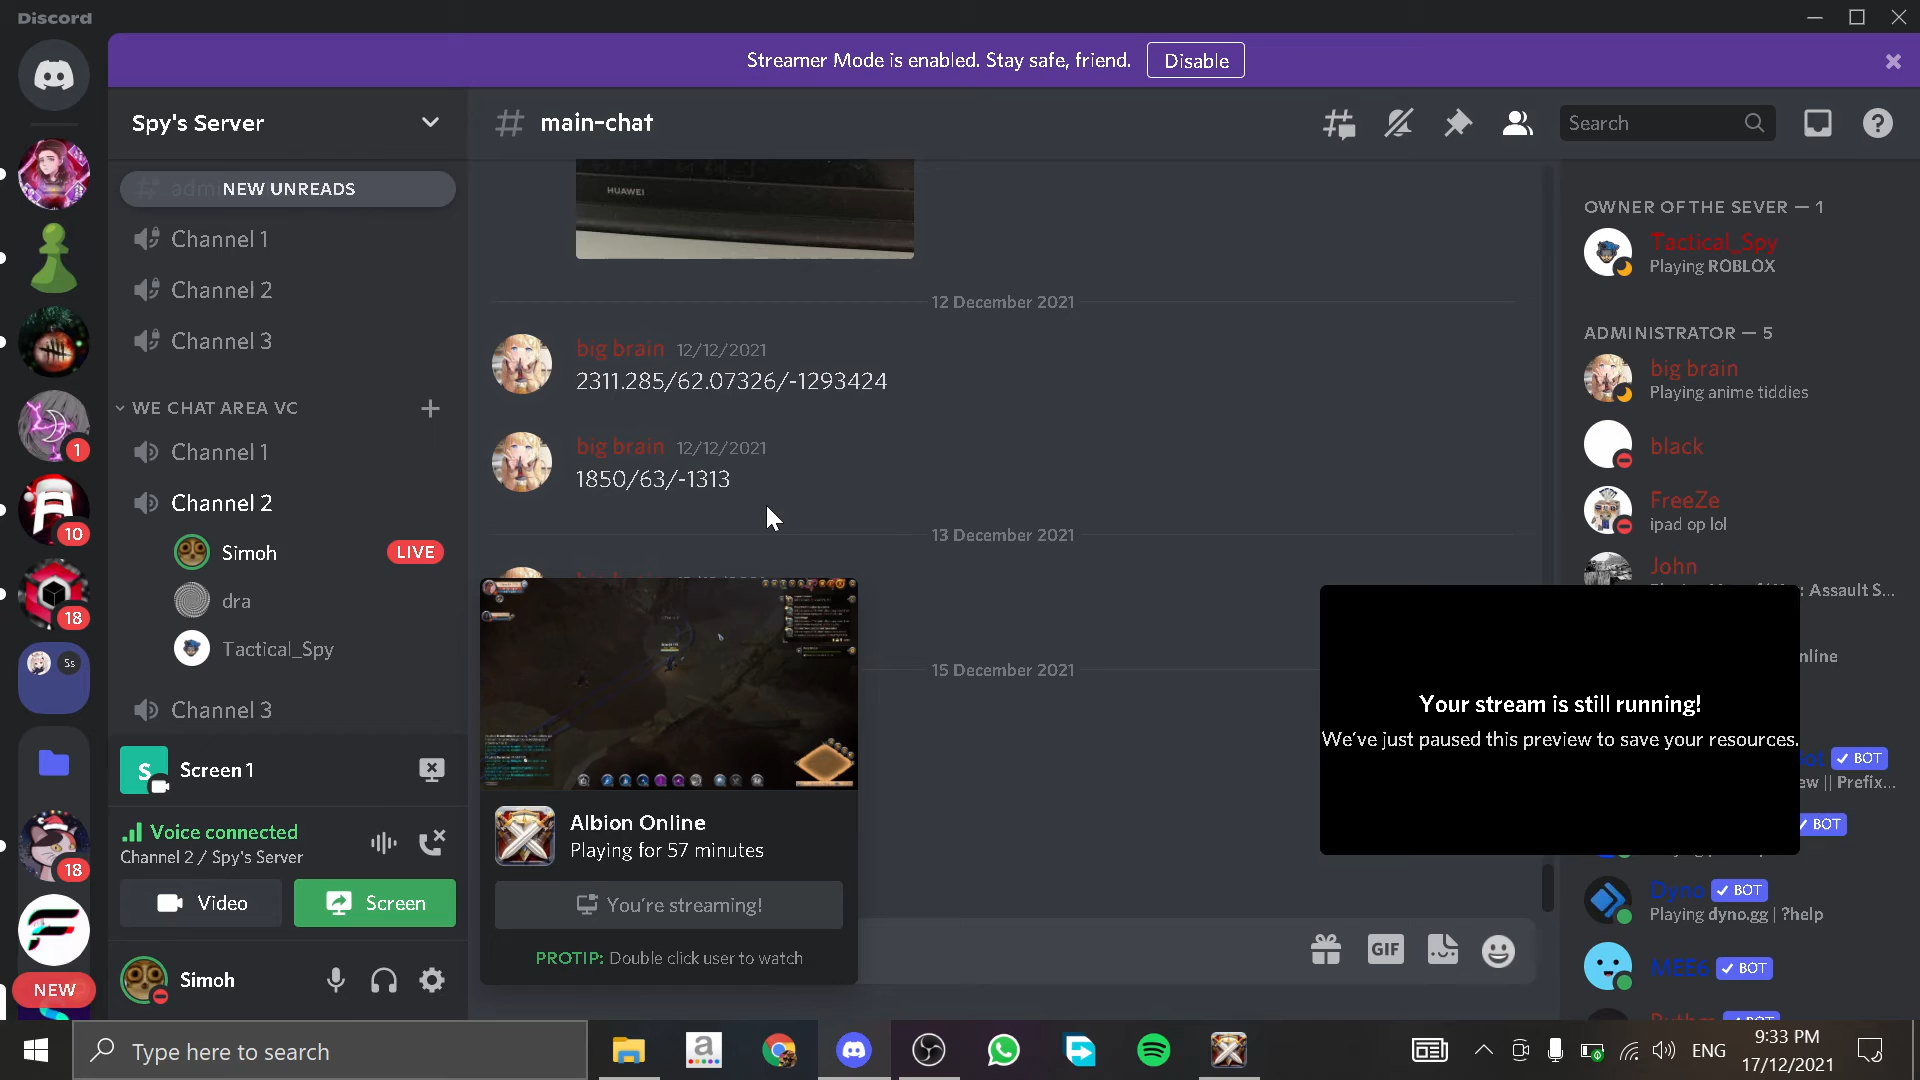 Discord
Streamer Mode is enabled. Stay safe, friend.
Disable
Spy's Server
NEW UNREADS
Channel 1
Channel 2
Channel 3
WE CHAT AREA VC
Channel 1
Channel 2
Simoh
LIVE
dra
Tactical_Spy
Channel 3
Screen 1
Voice connected
Channel 2 / Spy's Server
Video
Screen
Simoh
1
10
18
Ss
18
NEW
main-chat
Search
HUAWEI
12 December 2021
big brain 12/12/2021
2311.285/62.07326/-1293424
big brain 12/12/2021
1850/63/-1313
13 December 2021
15 December 2021
Albion Online
Playing for 57 minutes
You're streaming!
PROTIP: Double click user to watch
GIF
Your stream is still running!
We've just paused this preview to save your resources.
OWNER OF THE SEVER — 1
Tactical_Spy
Playing ROBLOX
ADMINISTRATOR — 5
big brain
Playing anime tiddies
black
FreeZe
ipad op lol
John
: Assault S...
nline
BOT
ew || Prefix...
BOT
Dyno BOT
Playing dyno.gg | ?help
MEE6 BOT
Type here to search
ENG
9:33 PM
17/12/2021